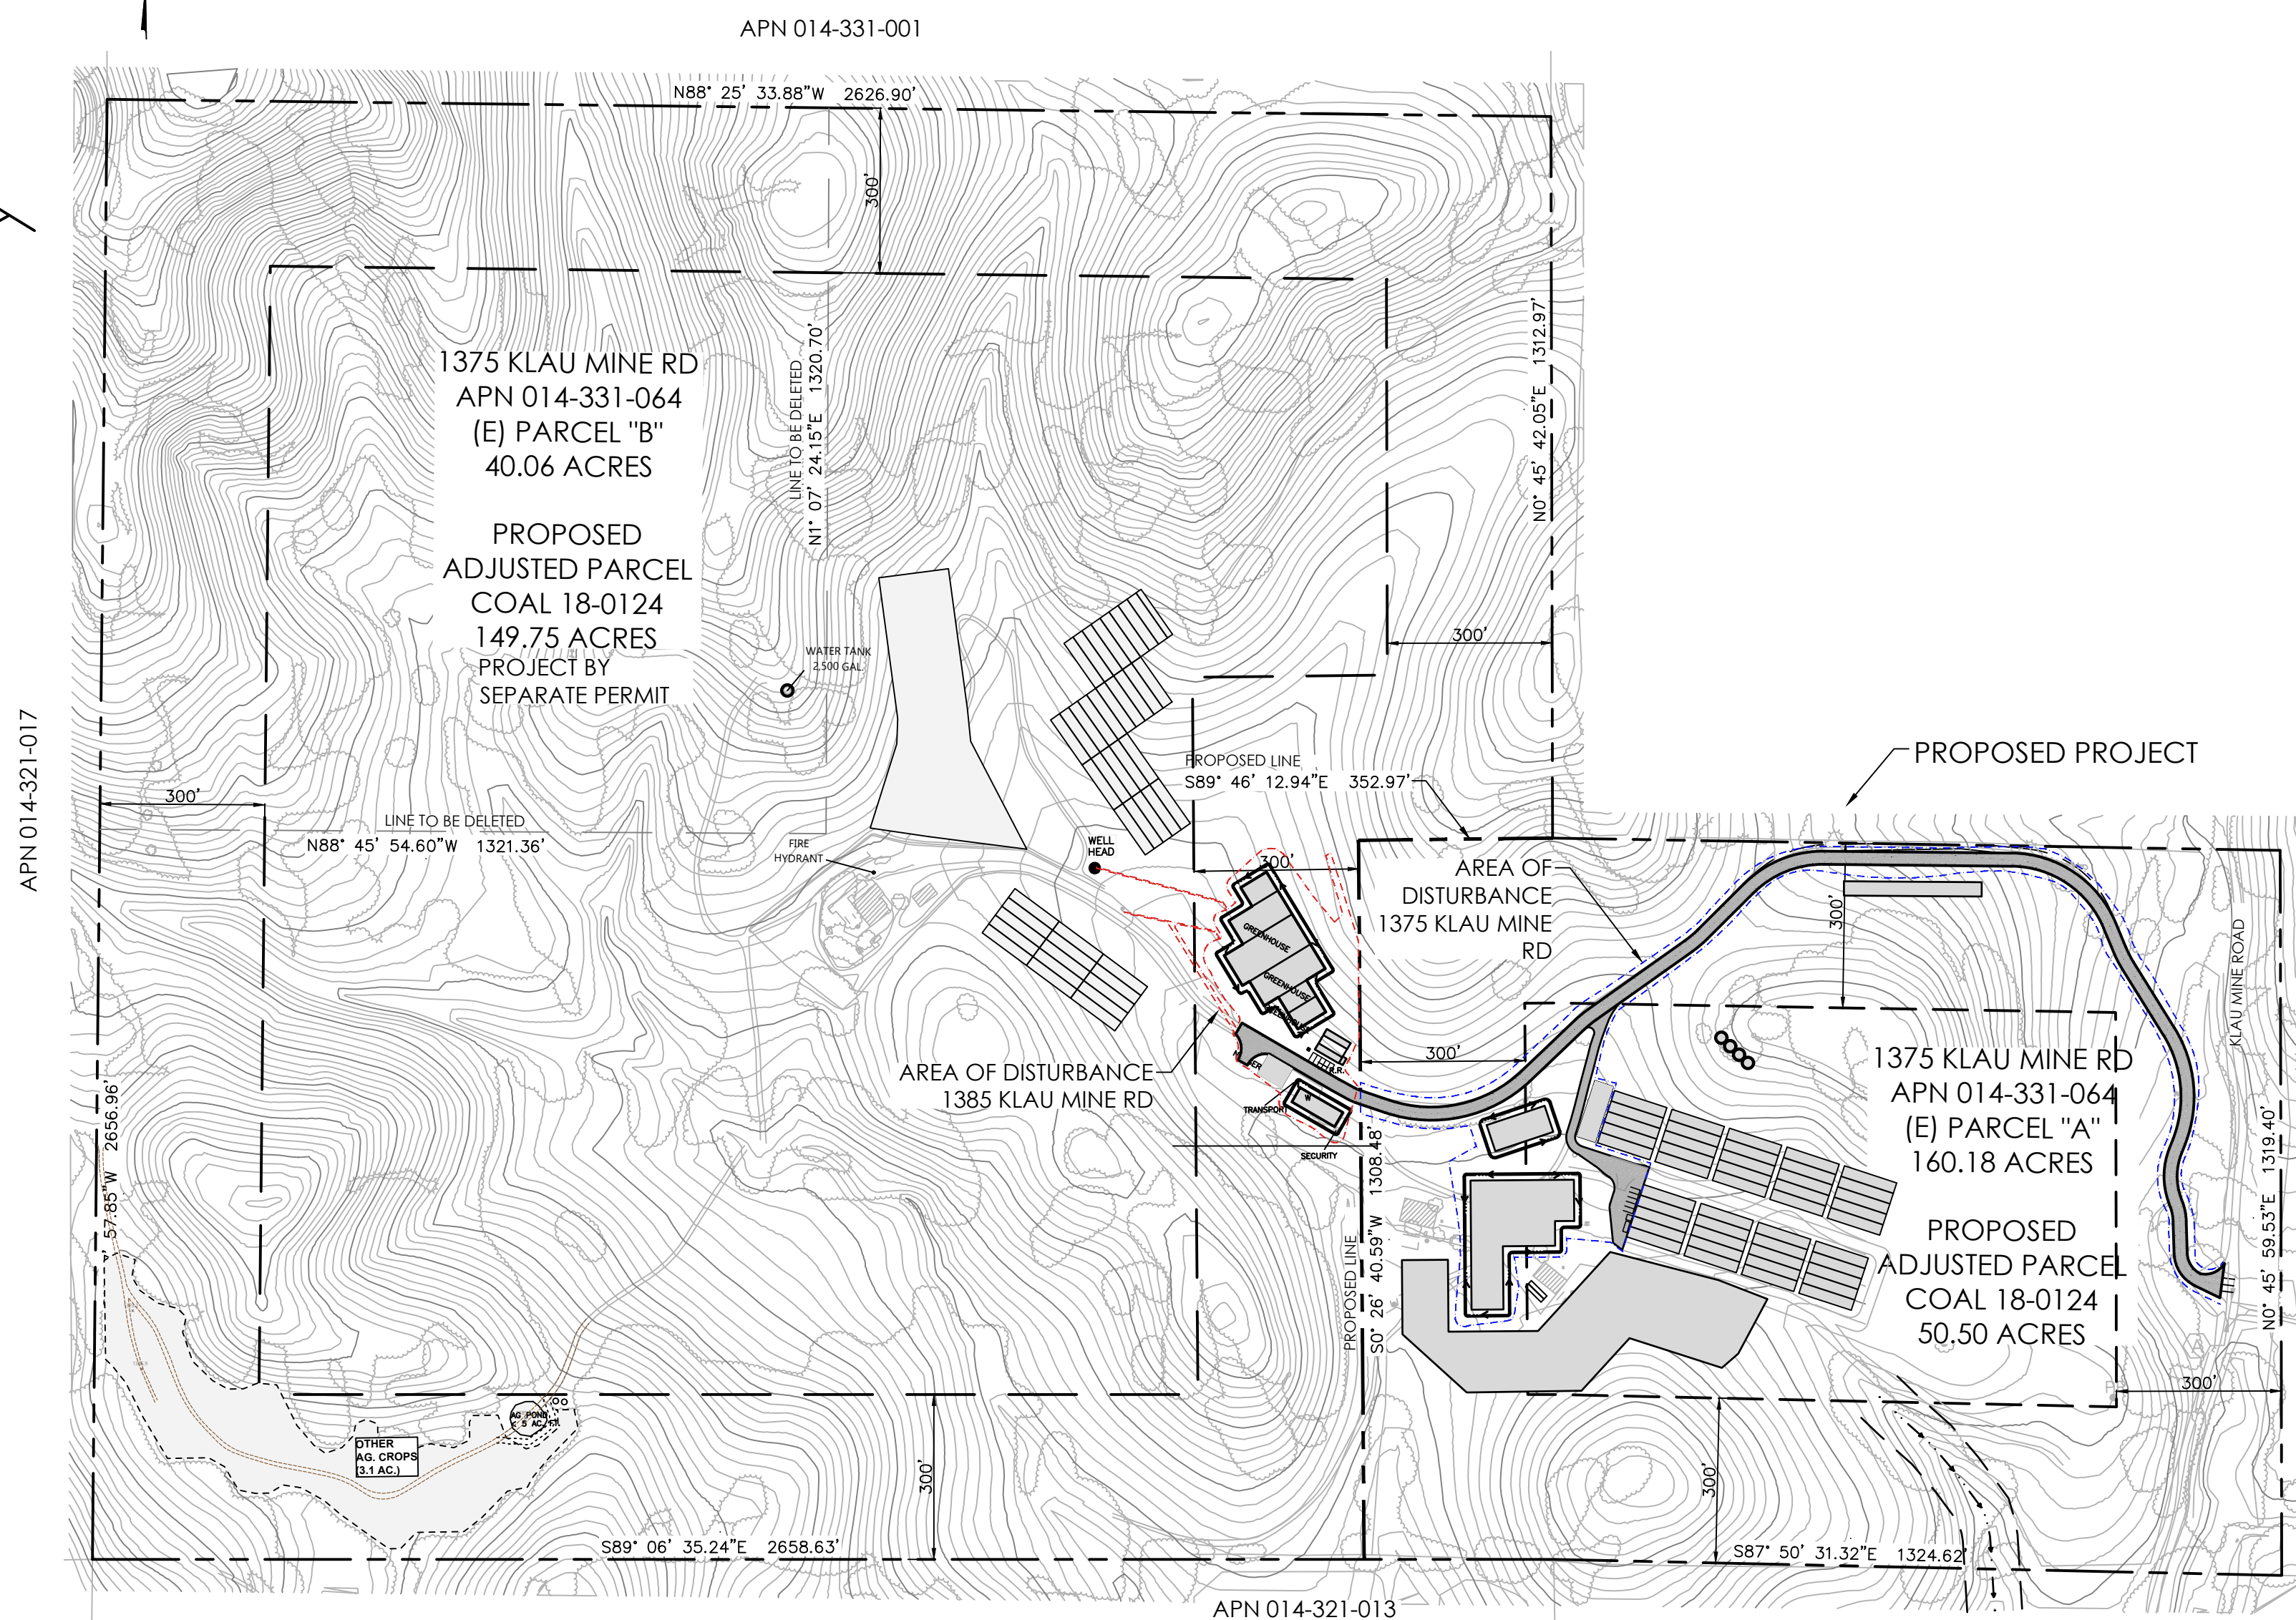 APN 014-331-001
N88° 25' 33.88"W 2626.90'
300'
1375 KLAU MINE RD
APN 014-331-064
(E) PARCEL "B"
40.06 ACRES
PROPOSED
ADJUSTED PARCEL
COAL 18-0124
149.75 ACRES
PROJECT BY
SEPARATE PERMIT
LINE TO BE DELETED
N1° 07' 24.15"E 1320.70'
N0° 45' 42.05"E 1312.97'
300'
WATER TANK
2,500 GAL.
APN 014-321-017
300'
LINE TO BE DELETED
N88° 45' 54.60"W 1321.36'
FIRE
HYDRANT
WELL
HEAD
PROPOSED LINE
S89° 46' 12.94"E 352.97'
300'
PROPOSED PROJECT
AREA OF
DISTURBANCE
1375 KLAU MINE
RD
300'
KLAU MINE ROAD
GREENHOUSE
GREENHOUSE
AREA OF DISTURBANCE
1385 KLAU MINE RD
300'
TRANSPORT
W
SECURITY
1375 KLAU MINE RD
APN 014-331-064
(E) PARCEL "A"
160.18 ACRES
PROPOSED
ADJUSTED PARCEL
COAL 18-0124
50.50 ACRES
57.85"W 2656.96'
PROPOSED LINE
S0° 26' 40.59"W 1308.48'
N0° 45' 59.53"E 1319.40'
300'
AG. POND
OTHER
AG. CROPS
(3.1 AC.)
300'
300'
S89° 06' 35.24"E 2658.63'
S87° 50' 31.32"E 1324.62'
APN 014-321-013